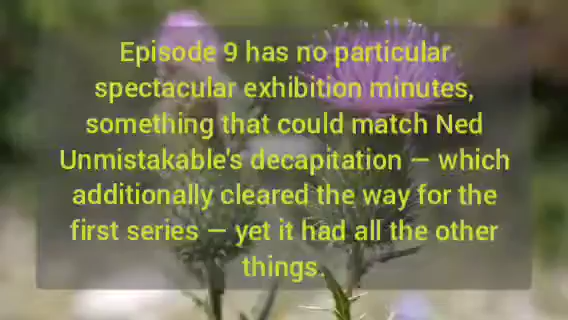 Episode 9 has no particular
spectacular exhibition minutes,
something that could match Ned
Unmistakable's decapitation — which
additionally cleared the way for the
first series — yet it had all the other
things.